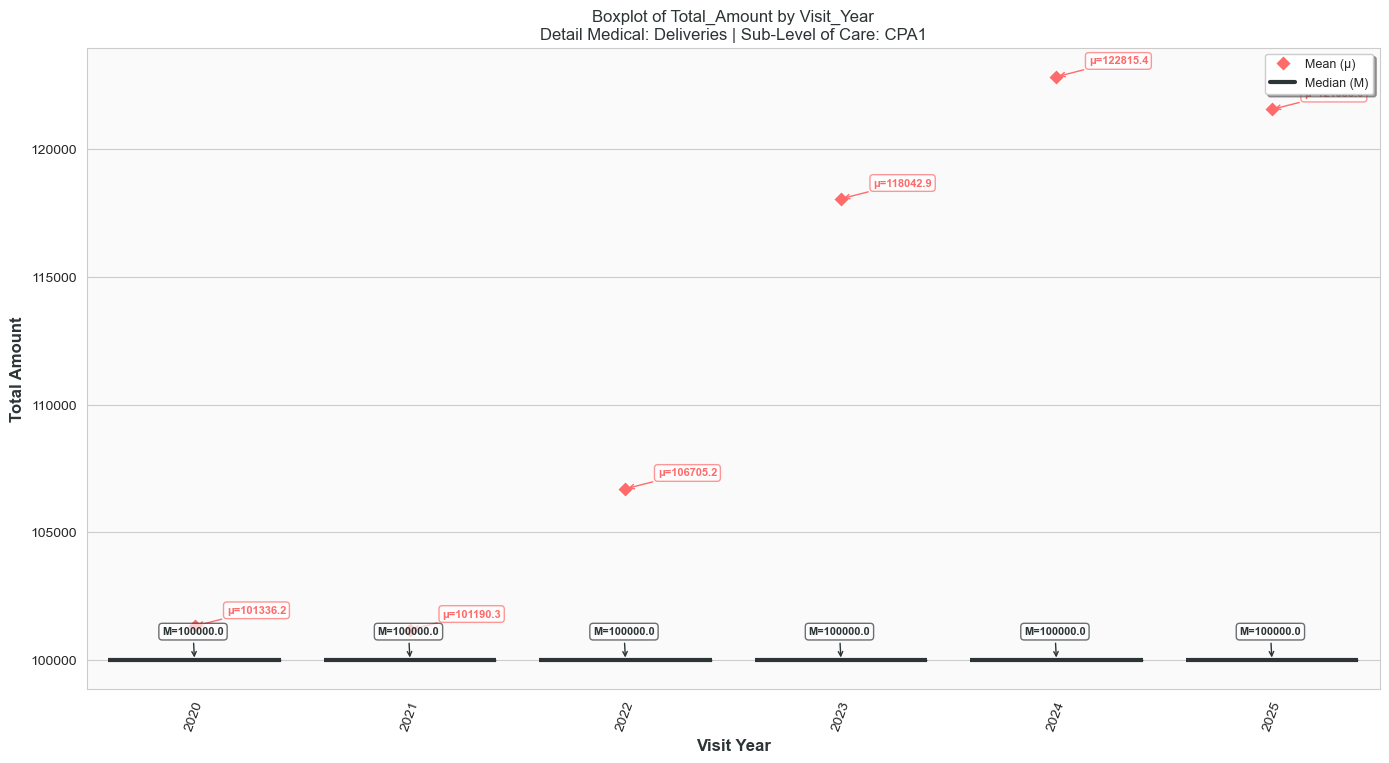 Boxplot of Total_Amount by Visit_Year
Detail Medical: Deliveries | Sub-Level of Care: CPA1
Mean (μ)
Median (M)
μ=122815.4
μ=118042.9
μ=106705.2
μ=101336.2
μ=101190.3
M=100000.0
M=100000.0
M=100000.0
M=100000.0
M=100000.0
M=100000.0
120000
115000
110000
105000
100000
Total Amount
2020
2021
2022
2023
2024
2025
Visit Year